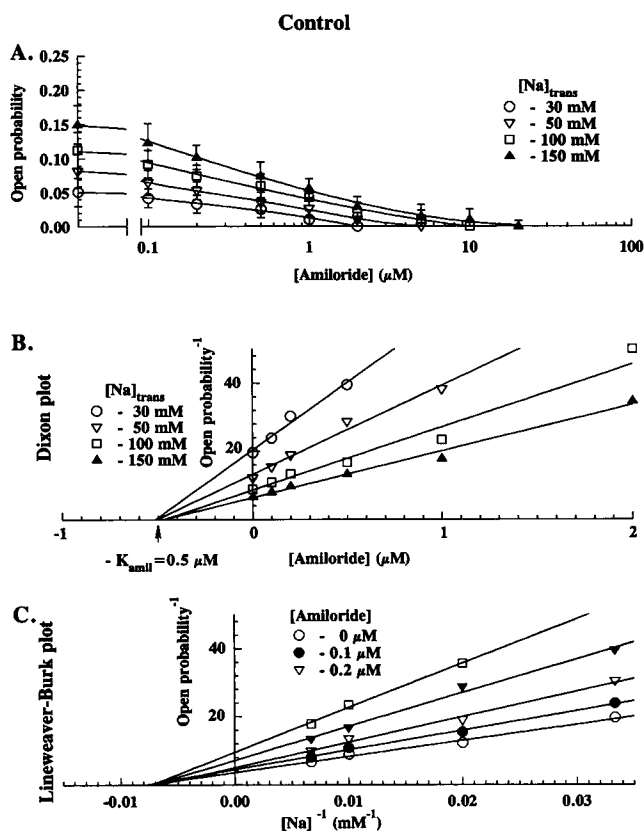 Control
A.
Open probability
0.25
0.20
0.15
0.10
0.05
0.00
0.1
1
10
100
[Amiloride] (μM)
[Na]trans
- 30 mM
- 50 mM
- 100 mM
- 150 mM
B.
Dixon plot
[Na]trans
- 30 mM
- 50 mM
- 100 mM
- 150 mM
Open probability-1
40
20
-1
0
1
2
- Kamil=0.5 μM
[Amiloride] (μM)
C.
Lineweaver-Burk plot
Open probability-1
[Amiloride]
- 0 μM
- 0.1 μM
- 0.2 μM
40
20
-0.01
0.00
0.01
0.02
0.03
[Na] -1 (mM-1)